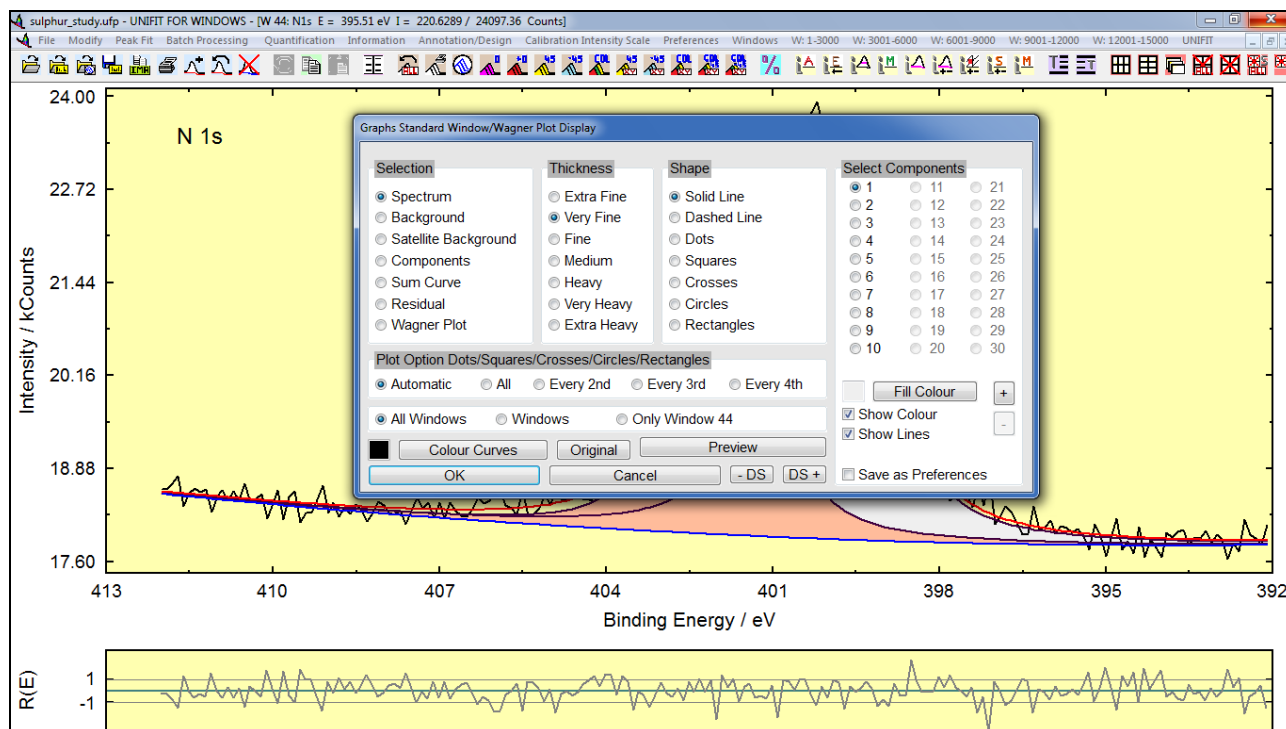 sulphur_study.ufp - UNIFIT FOR WINDOWS - [W 44: N1s E = 395.51 eV I = 220.6289 / 24097.36 Counts]
File Modify Peak Fit Batch Processing Quantification Information Annotation/Design Calibration Intensity Scale Preferences Windows W: 1-3000 W: 3001-6000 W: 6001-9000 W: 9001-12000 W: 12001-15000 UNIFIT
24.00
22.72
21.44
20.16
18.88
17.60
Intensity / kCounts
N 1s
Graphs Standard Window/Wagner Plot Display
Selection
Spectrum
Background
Satellite Background
Components
Sum Curve
Residual
Wagner Plot
Thickness
Extra Fine
Very Fine
Fine
Medium
Heavy
Very Heavy
Extra Heavy
Shape
Solid Line
Dashed Line
Dots
Squares
Crosses
Circles
Rectangles
Select Components
1 11 21
2 12 22
3 13 23
4 14 24
5 15 25
6 16 26
7 17 27
8 18 28
9 19 29
10 20 30
Plot Option Dots/Squares/Crosses/Circles/Rectangles
Automatic All Every 2nd Every 3rd Every 4th
All Windows Windows Only Window 44
Fill Colour +
Show Colour
Show Lines -
Colour Curves Original Preview
OK Cancel - DS DS +
Save as Preferences
413 410 407 404 401 398 395 392
Binding Energy / eV
R(E)
1
-1